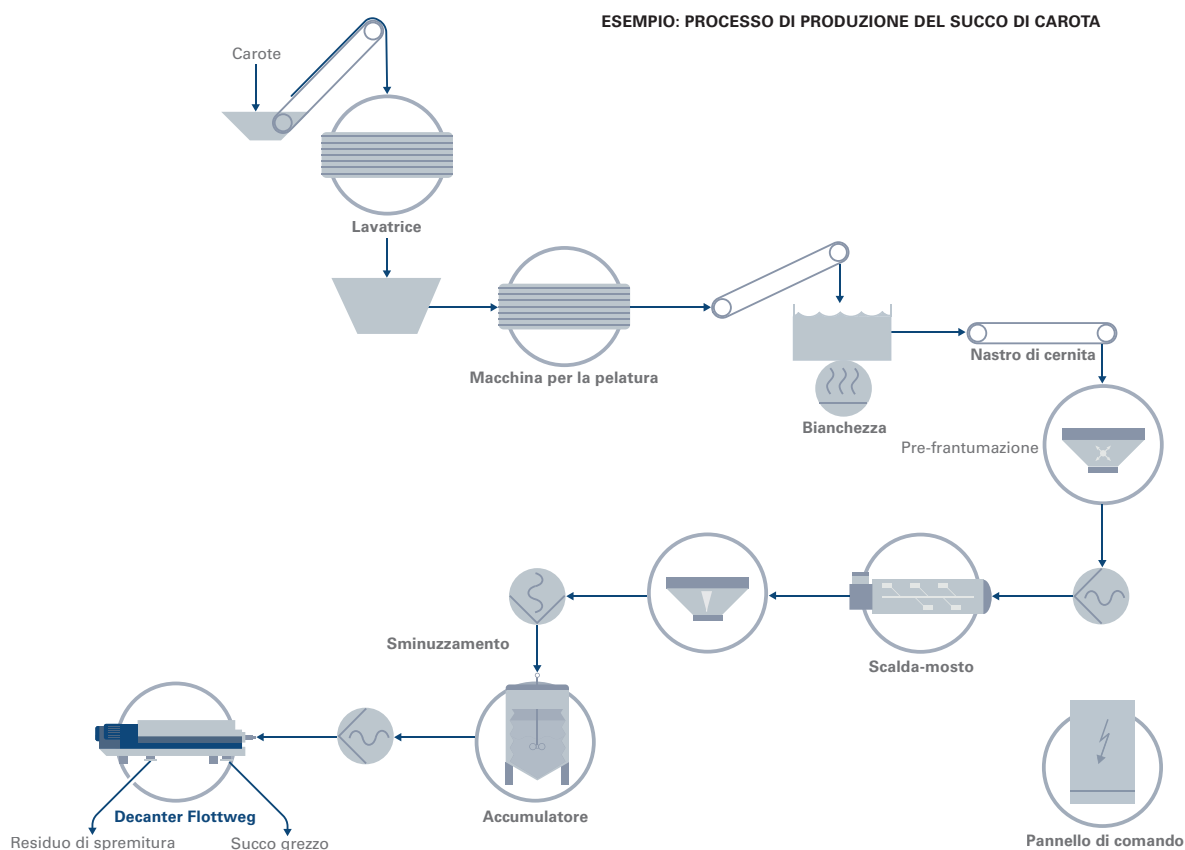 ESEMPIO: PROCESSO DI PRODUZIONE DEL SUCCO DI CAROTA
Carote
Lavatrice
Macchina per la pelatura
Nastro di cernita
Bianchezza
Pre-frantumazione
Sminuzzamento
Scalda-mosto
Decanter Flottweg
Accumulatore
Residuo di spremitura
Succo grezzo
Pannello di comando